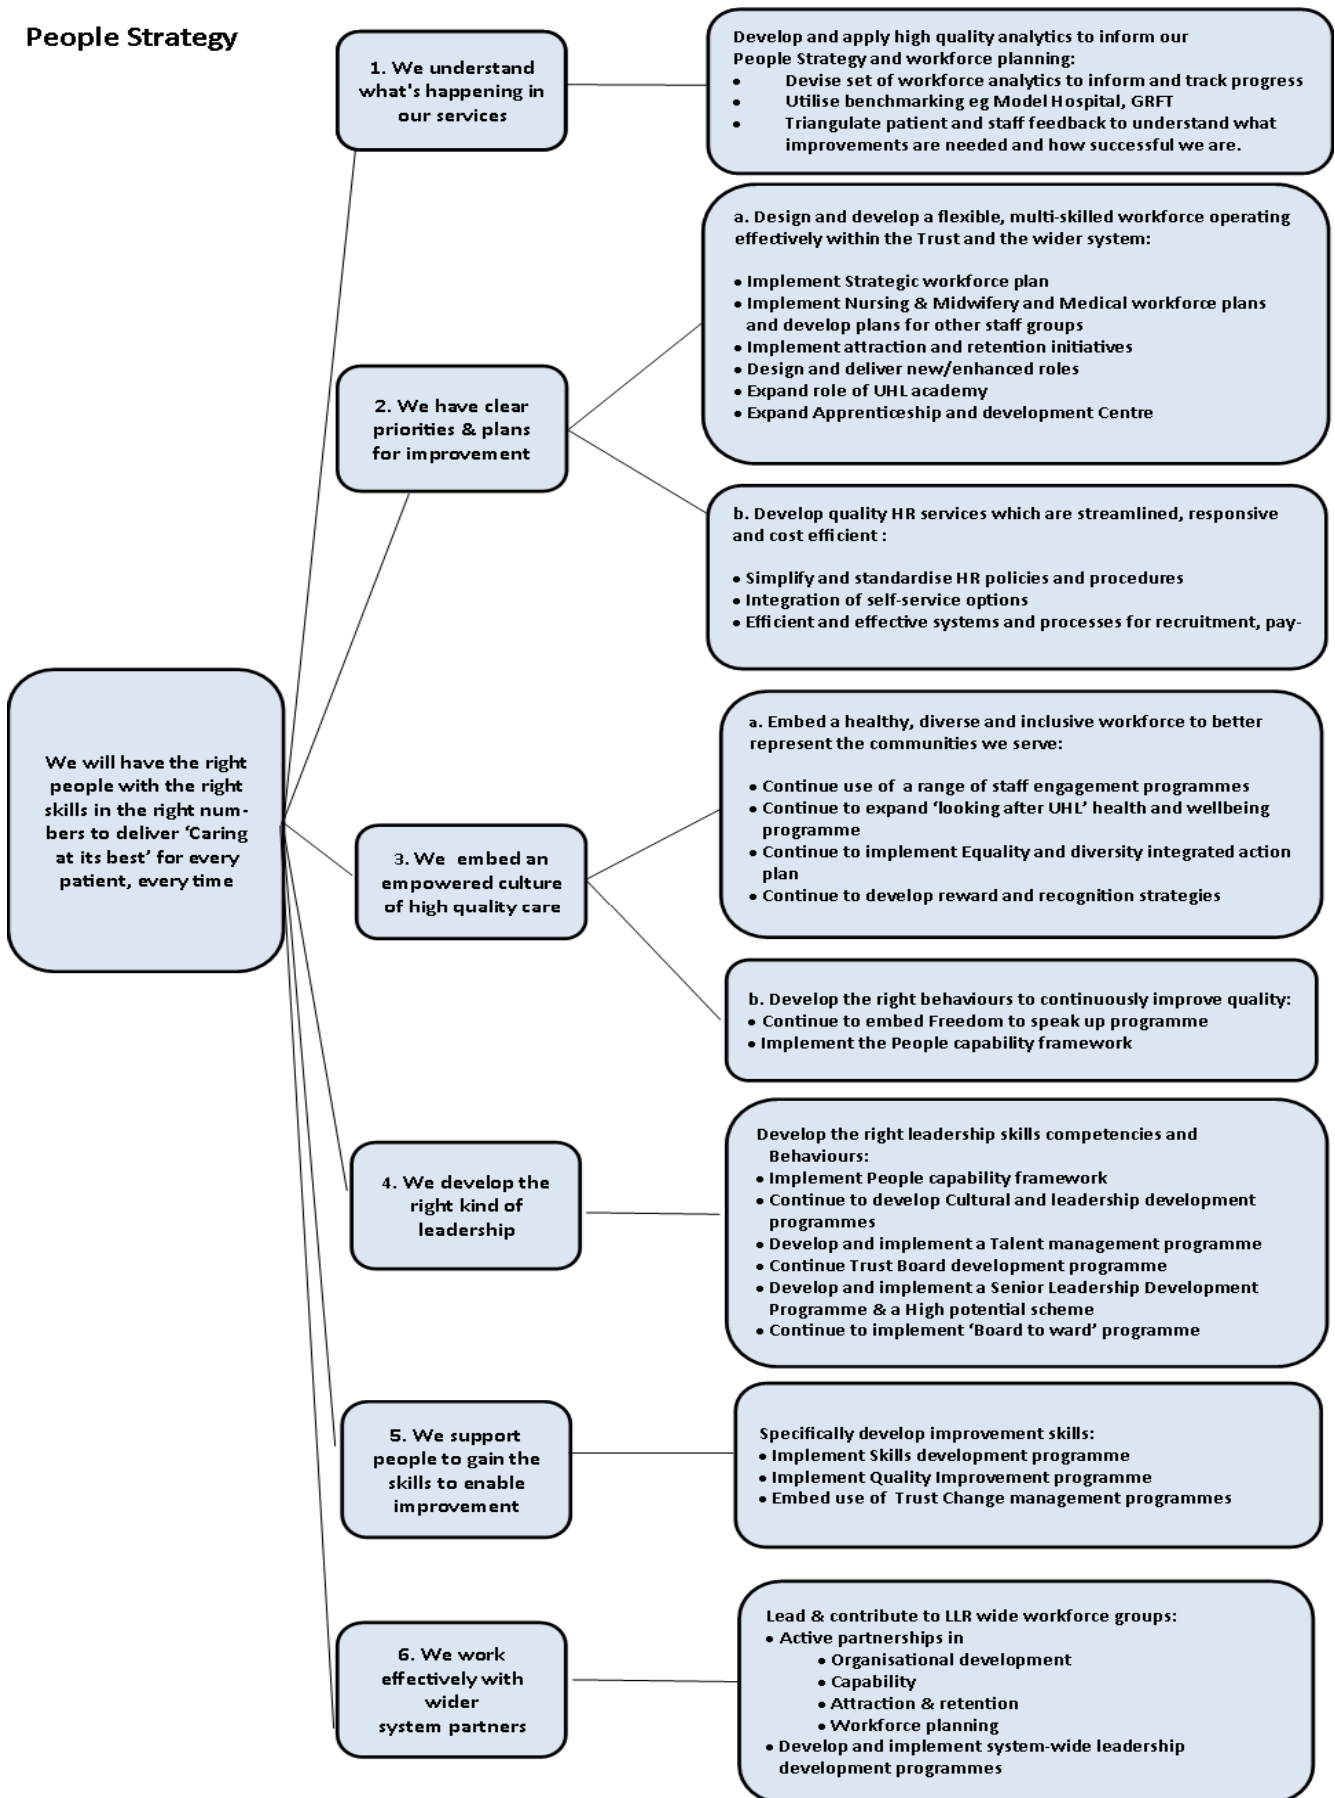 People Strategy
1. We understand
what's happening in
our services
Develop and apply high quality analytics to inform our
People Strategy and workforce planning:
• Devise set of workforce analytics to inform and track progress
• Utilise benchmarking eg Model Hospital, GRFT
• Triangulate patient and staff feedback to understand what
improvements are needed and how successful we are.
a. Design and develop a flexible, multi-skilled workforce operating
effectively within the Trust and the wider system:
• Implement Strategic workforce plan
• Implement Nursing & Midwifery and Medical workforce plans
and develop plans for other staff groups
• Implement attraction and retention initiatives
• Design and deliver new/enhanced roles
• Expand role of UHL academy
• Expand Apprenticeship and development Centre
2. We have clear
priorities & plans
for improvement
b. Develop quality HR services which are streamlined, responsive
and cost efficient :
• Simplify and standardise HR policies and procedures
• Integration of self-service options
• Efficient and effective systems and processes for recruitment, pay-
We will have the right
people with the right
skills in the right num-
bers to deliver ‘Caring
at its best’ for every
patient, every time
a. Embed a healthy, diverse and inclusive workforce to better
represent the communities we serve:
• Continue use of a range of staff engagement programmes
• Continue to expand ‘looking after UHL’ health and wellbeing
programme
• Continue to implement Equality and diversity integrated action
plan
• Continue to develop reward and recognition strategies
3. We embed an
empowered culture
of high quality care
b. Develop the right behaviours to continuously improve quality:
• Continue to embed Freedom to speak up programme
• Implement the People capability framework
4. We develop the
right kind of
leadership
Develop the right leadership skills competencies and
Behaviours:
• Implement People capability framework
• Continue to develop Cultural and leadership development
programmes
• Develop and implement a Talent management programme
• Continue Trust Board development programme
• Develop and implement a Senior Leadership Development
Programme & a High potential scheme
• Continue to implement ‘Board to ward’ programme
5. We support
people to gain the
skills to enable
improvement
Specifically develop improvement skills:
• Implement Skills development programme
• Implement Quality Improvement programme
• Embed use of Trust Change management programmes
6. We work
effectively with
wider
system partners
Lead & contribute to LLR wide workforce groups:
• Active partnerships in
• Organisational development
• Capability
• Attraction & retention
• Workforce planning
• Develop and implement system-wide leadership
development programmes